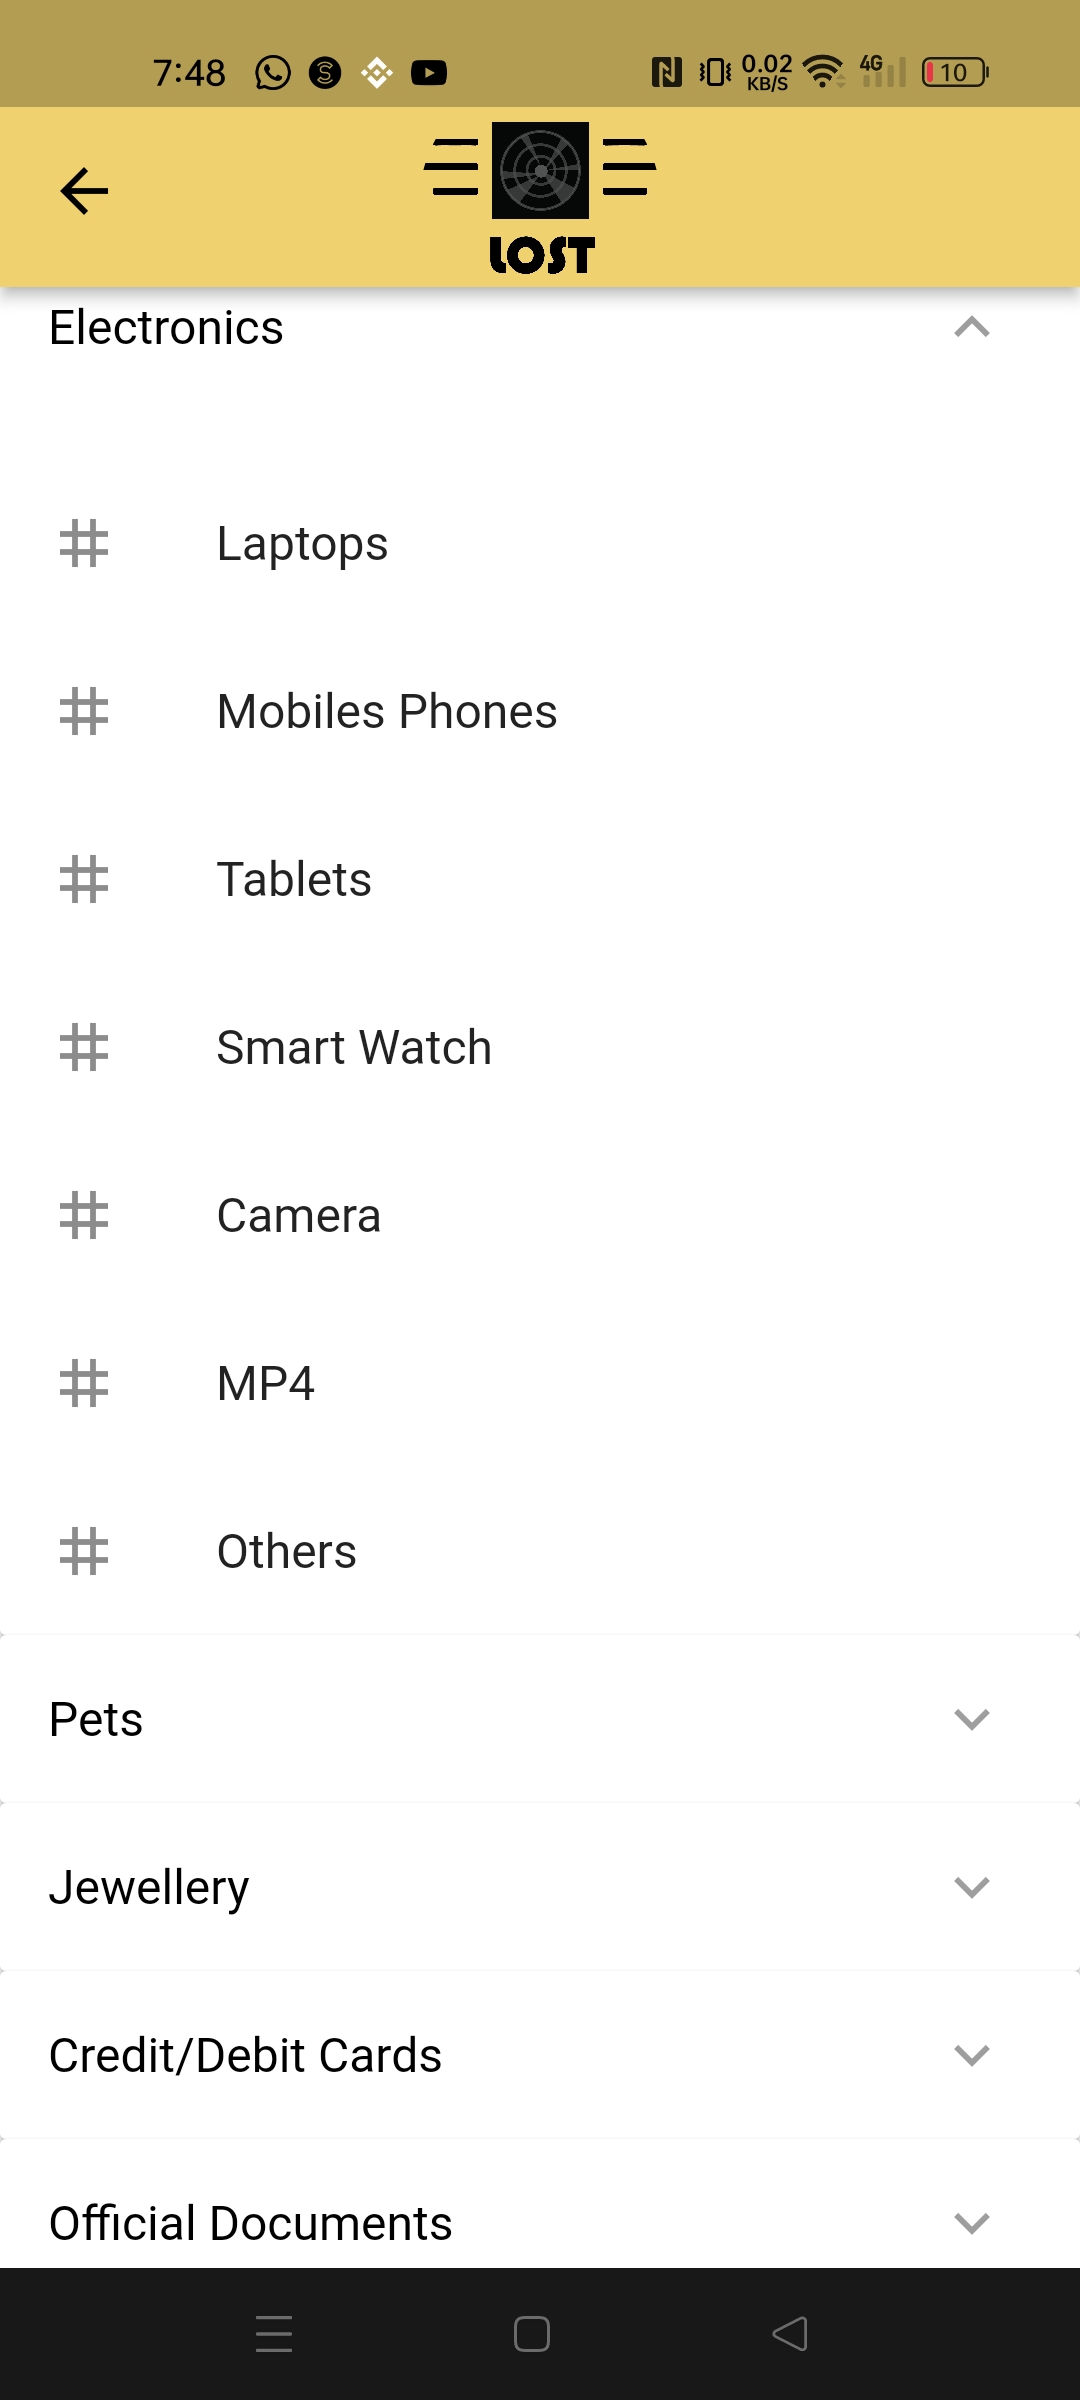 7:48 0.02 KB/S 4G 10
LOST
Electronics
Laptops
Mobiles Phones
Tablets
Smart Watch
Camera
MP4
Others
Pets
Jewellery
Credit/Debit Cards
Official Documents